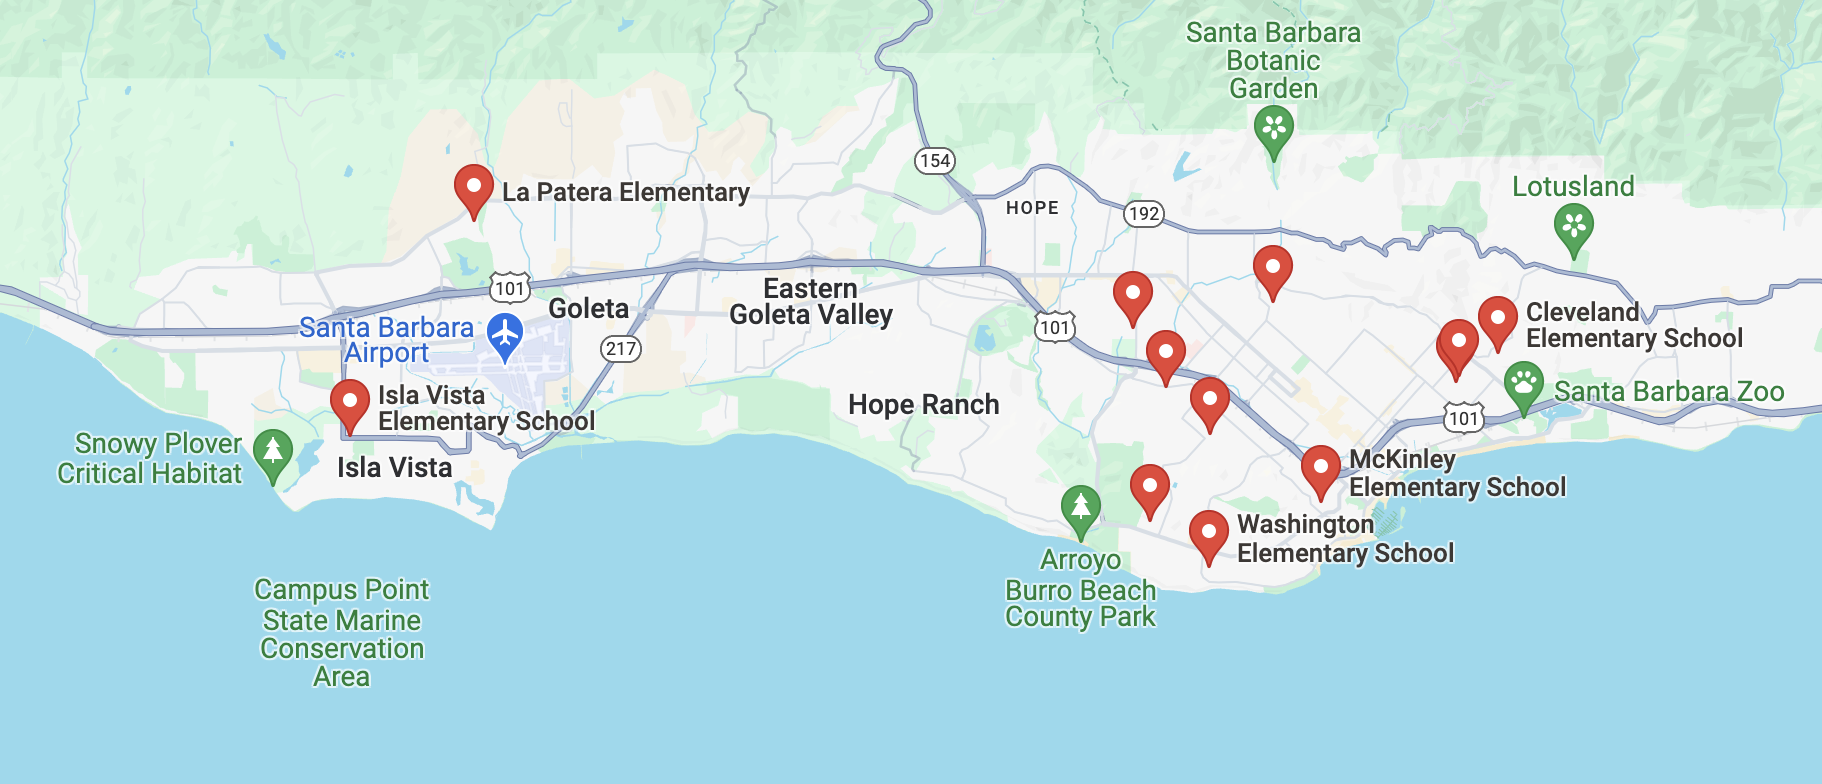 Santa Barbara
Botanic
Garden
154
La Patera Elementary
Lotusland
HOPE
192
101
Eastern
Goleta Valley
Goleta
Santa Barbara
Airport
217
101
Cleveland
Elementary School
Isla Vista
Elementary School
Hope Ranch
Santa Barbara Zoo
101
Snowy Plover
Critical Habitat
Isla Vista
McKinley
Elementary School
Washington
Elementary School
Arroyo
Burro Beach
County Park
Campus Point
State Marine
Conservation
Area